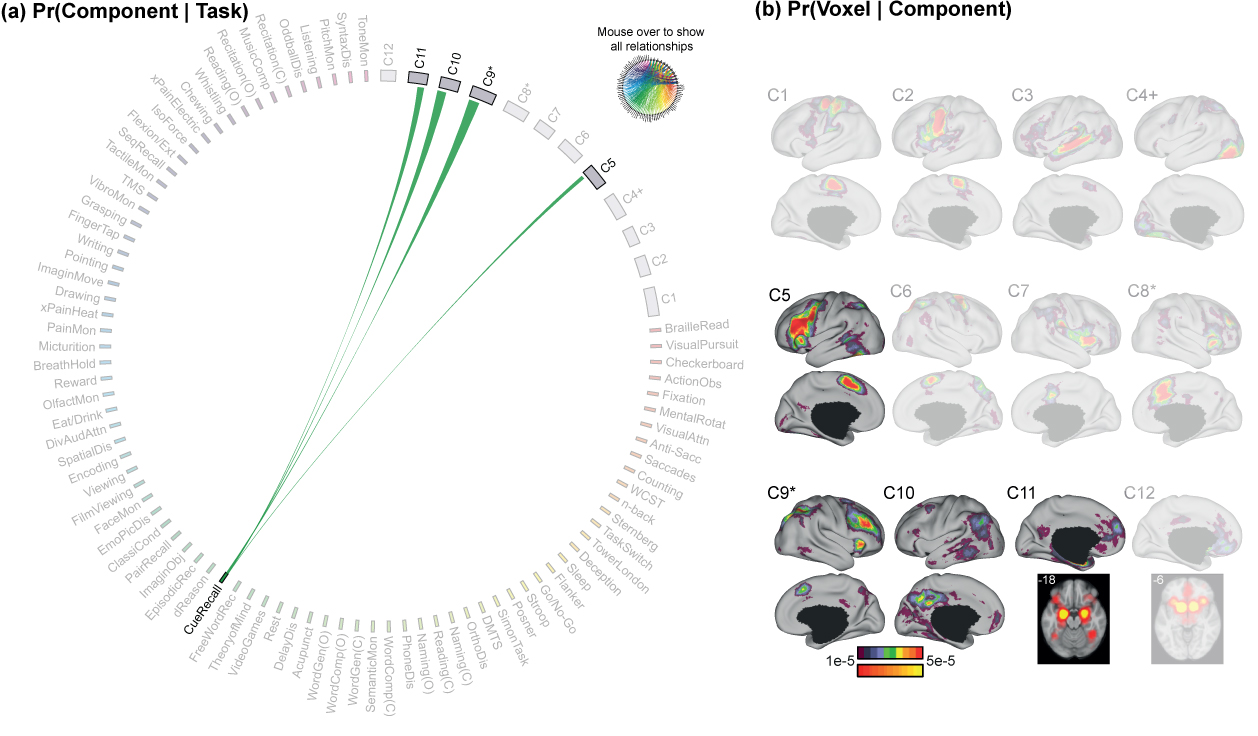 (a) Pr(Component | Task)
Mouse over to show
all relationships
C12
C11
C10
C9*
C8*
C7
C6
C5
C4+
C3
C2
C1
BrailleRead
VisualPursuit
Checkerboard
ActionObs
Fixation
MentalRotat
VisualAttn
Anti-Sacc
Saccades
Counting
WCST
n-back
Sternberg
TaskSwitch
TowerLondon
Deception
Sleep
Flanker
Go/No-Go
Stroop
Posner
SimonTask
DMTS
OrthoDis
Naming(C)
Reading(C)
Naming(O)
PhoneDis
WordComp(C)
SemanticMon
WordGen(C)
WordComp(O)
WordGen(O)
Acupunct
DelayDis
Rest
VideoGames
TheoryofMind
FreeWordRec
CueRecall
dReason
EpisodicRec
ImaginObj
PairRecall
ClassiCond
EmoPicDis
FaceMon
FilmViewing
Viewing
Encoding
SpatialDis
DivAudAttn
Eat/Drink
OlfactMon
Reward
BreathHold
Micturition
PainMon
xPainHeat
Drawing
ImaginMove
Pointing
Writing
FingerTap
Grasping
VibroMon
TMS
TactileMon
SeqRecall
Flexion/Ext
IsoForce
xPainElectric
Chewing
Whistling
Reading(O)
Recitation(O)
MusicComp
Recitation(C)
OddballDis
Listening
PitchMon
SyntaxDis
ToneMon
(b) Pr(Voxel | Component)
C1
C2
C3
C4+
C5
C6
C7
C8*
C9*
C10
C11
C12
-18
-6
1e-5
5e-5